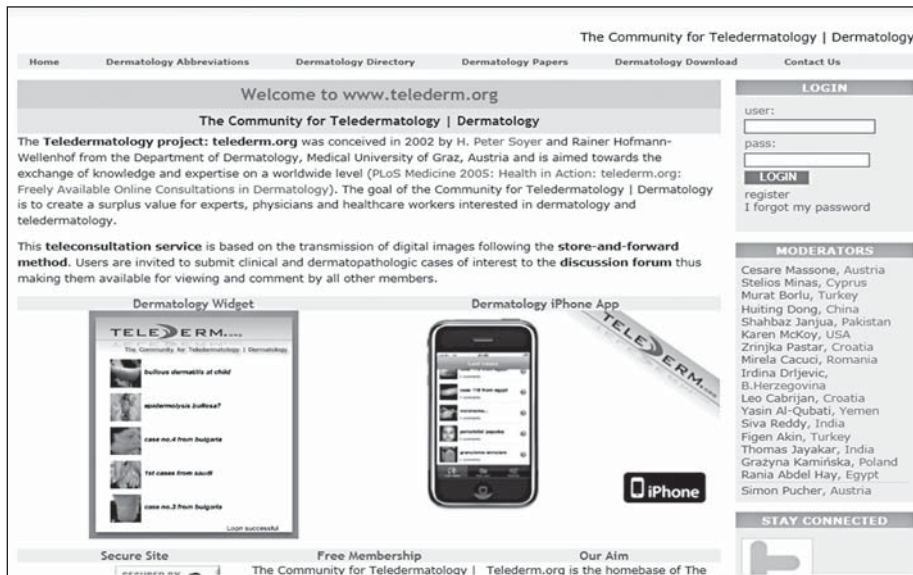 The Community for Teledermatology | Dermatology
Home Dermatology Abbreviations Dermatology Directory Dermatology Papers Dermatology Download Contact Us
Welcome to www.telederm.org
The Community for Teledermatology | Dermatology
The Teledermatology project: telederm.org was conceived in 2002 by H. Peter Soyer and Rainer Hofmann-
Wellenhof from the Department of Dermatology, Medical University of Graz, Austria and is aimed towards the
exchange of knowledge and expertise on a worldwide level (PLoS Medicine 2005: Health in Action: telederm.org:
Freely Available Online Consultations in Dermatology). The goal of the Community for Teledermatology | Dermatology
is to create a surplus value for experts, physicians and healthcare workers interested in dermatology and
teledermatology.
This teleconsultation service is based on the transmission of digital images following the store-and-forward
method. Users are invited to submit clinical and dermatopathologic cases of interest to the discussion forum thus
making them available for viewing and comment by all other members.
Dermatology Widget
TELEDERM.ORG
The Community for Teledermatology | Dermatology
bullous dermatitis at child
epidermolysis bullosa?
case no.4 from bulgaria
1st cases from saudi
case no.3 from bulgaria
Login successful
Dermatology iPhone App
TELEDERM.ORG
case 118 from egypt
granuloma annulare
iPhone
Secure Site
SECURED BY
Free Membership
The Community for Teledermatology |
Our Aim
Telederm.org is the homebase of The
LOGIN
user:
pass:
LOGIN
register
I forgot my password
MODERATORS
Cesare Massone, Austria
Stelios Minas, Cyprus
Murat Borlu, Turkey
Huiting Dong, China
Shahbaz Janjua, Pakistan
Karen McKoy, USA
Zrinjka Pastar, Croatia
Mirela Cacuci, Romania
Irdina Drljevic,
B.Herzegovina
Leo Cabrijan, Croatia
Yasin Al-Qubati, Yemen
Siva Reddy, India
Figen Akin, Turkey
Thomas Jayakar, India
Grażyna Kamińska, Poland
Rania Abdel Hay, Egypt
Simon Pucher, Austria
STAY CONNECTED